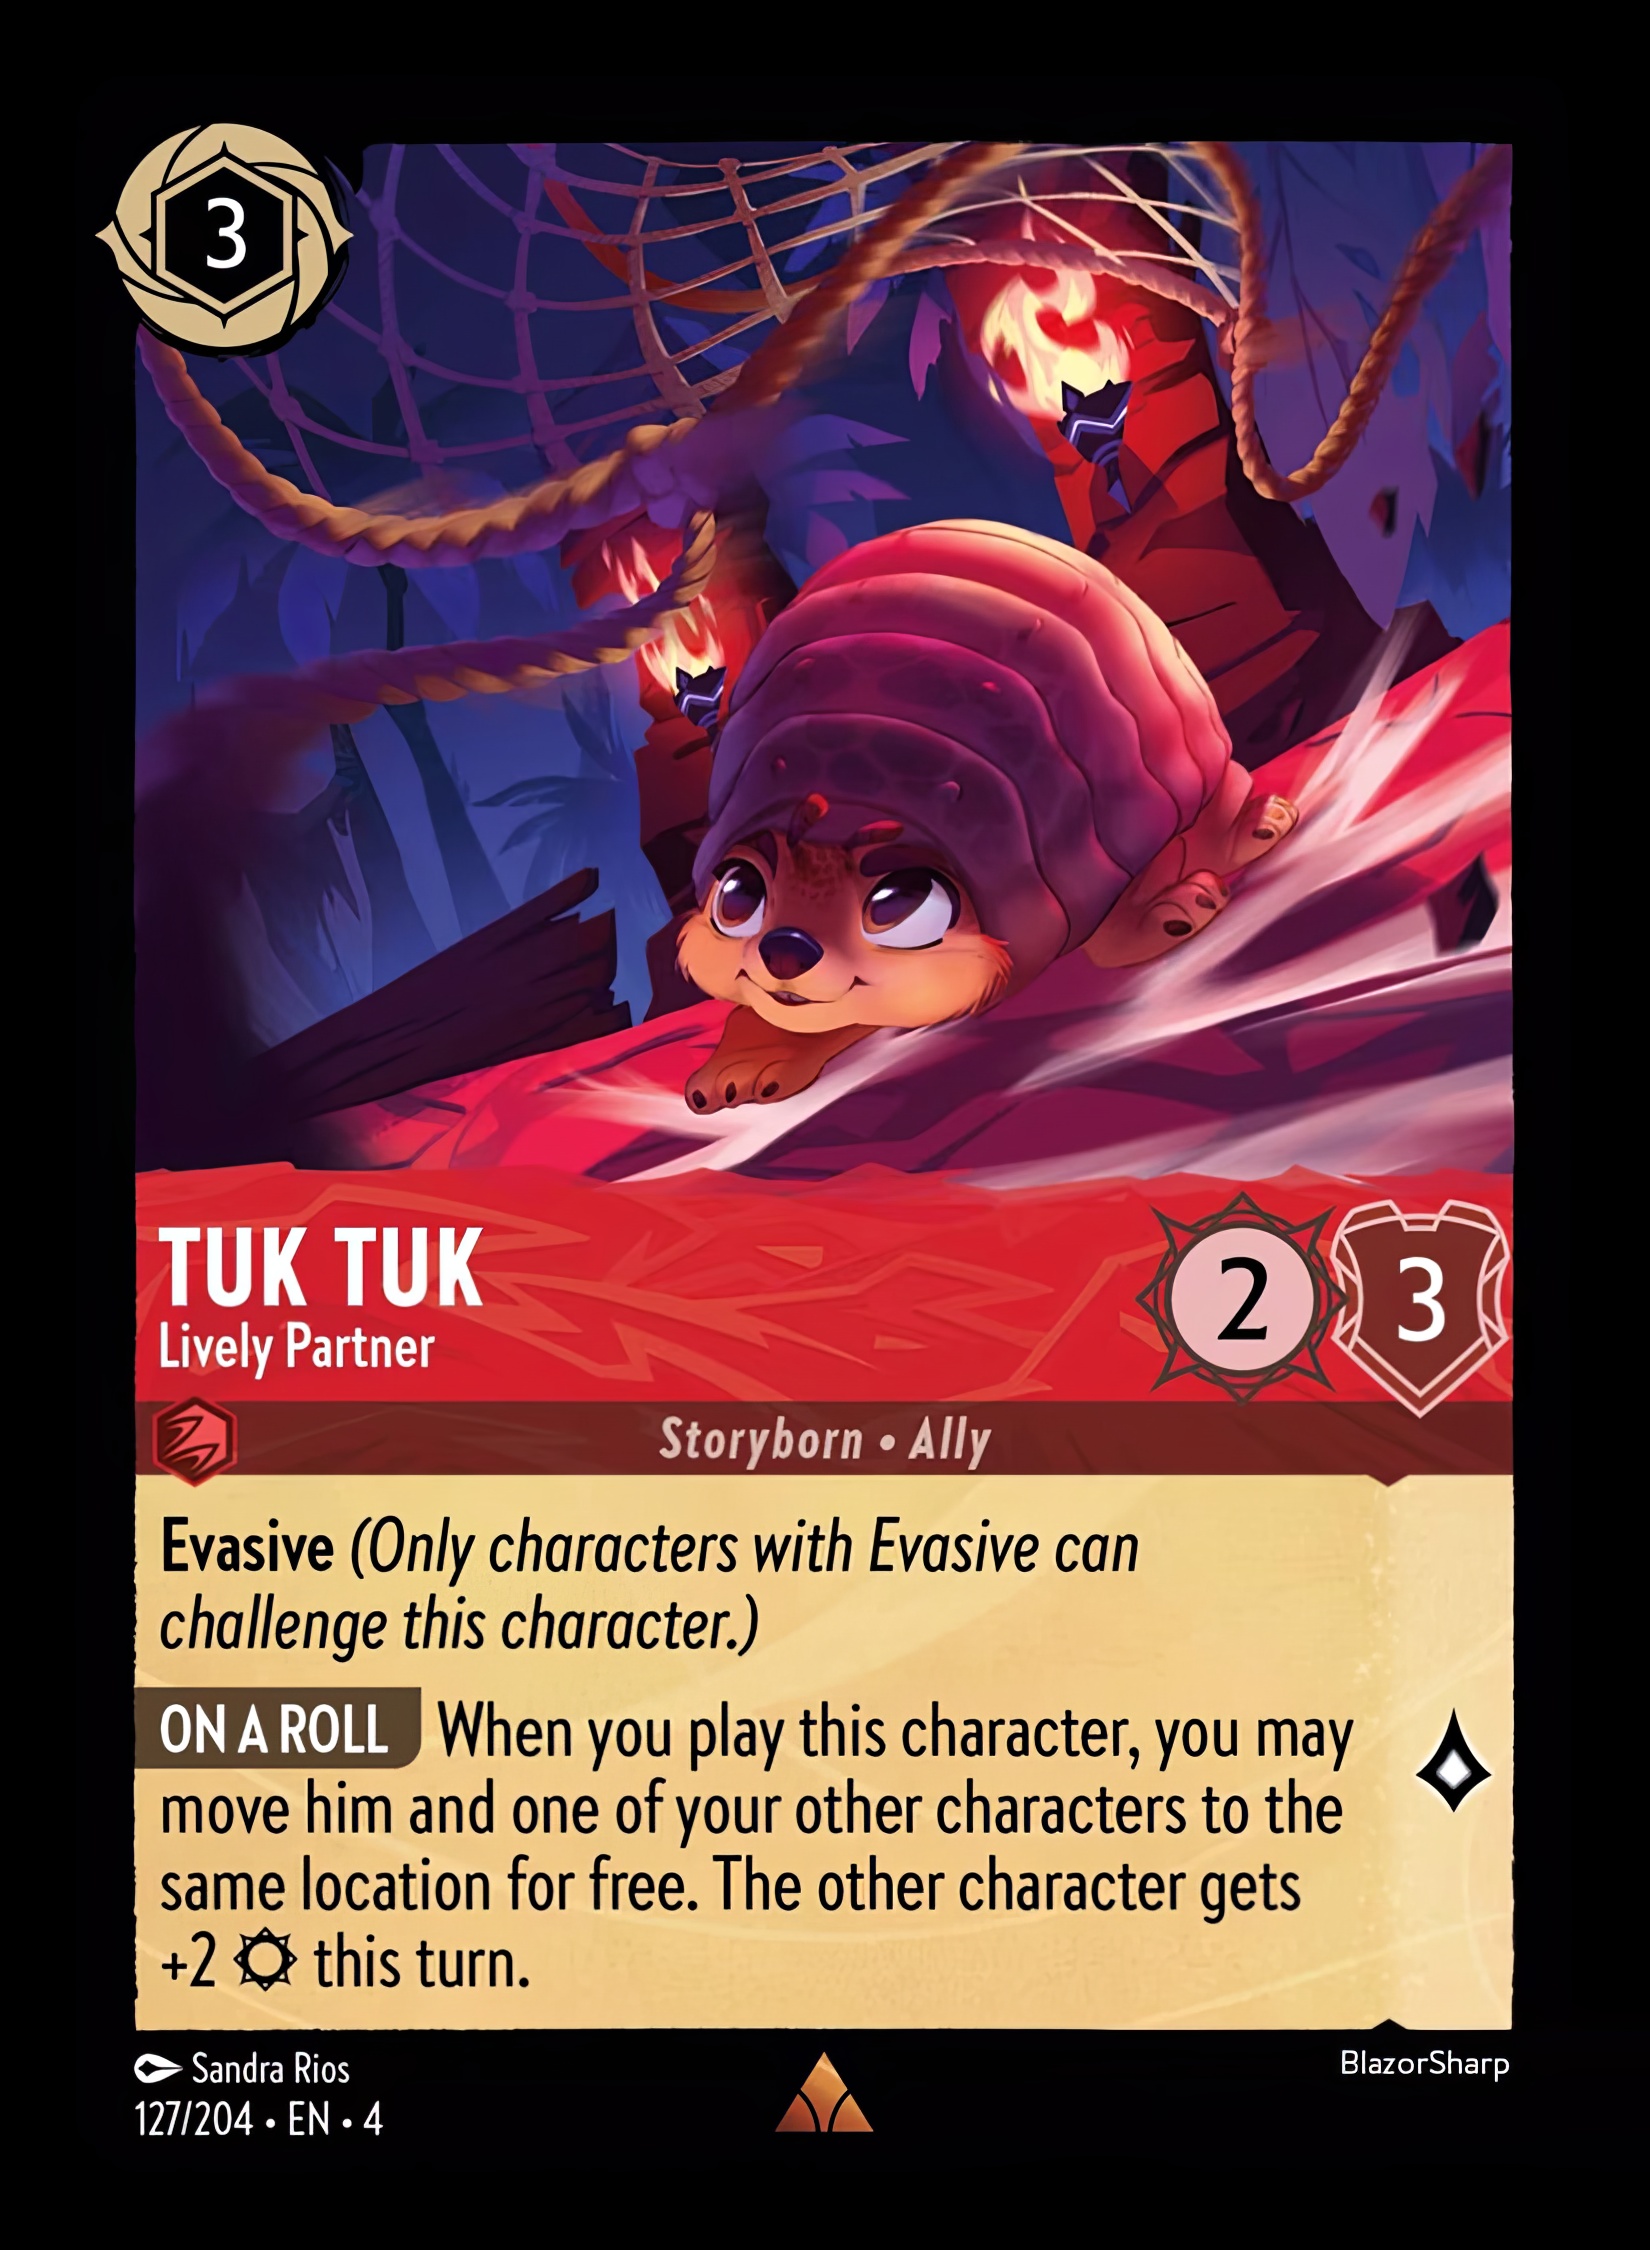 3
TUK TUK
Lively Partner
2
3
Storyborn • Ally
Evasive (Only characters with Evasive can
challenge this character.)
ON A ROLL When you play this character, you may
move him and one of your other characters to the
same location for free. The other character gets
+2 this turn.
Sandra Rios
BlazorSharp
127/204 • EN • 4